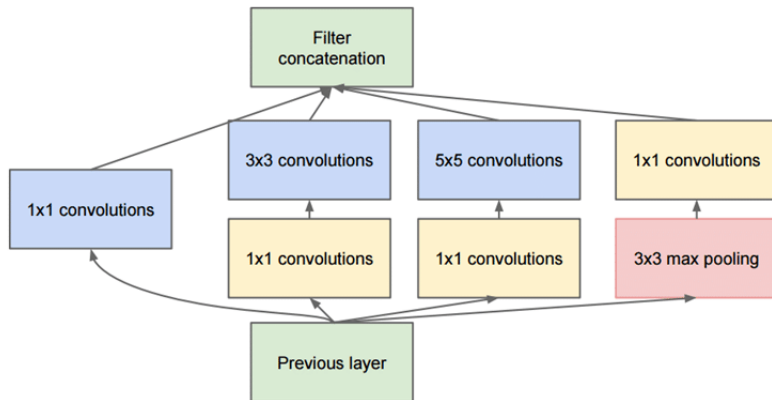 Filter
concatenation
3x3 convolutions
5x5 convolutions
1x1 convolutions
1x1 convolutions
1x1 convolutions
1x1 convolutions
3x3 max pooling
Previous layer